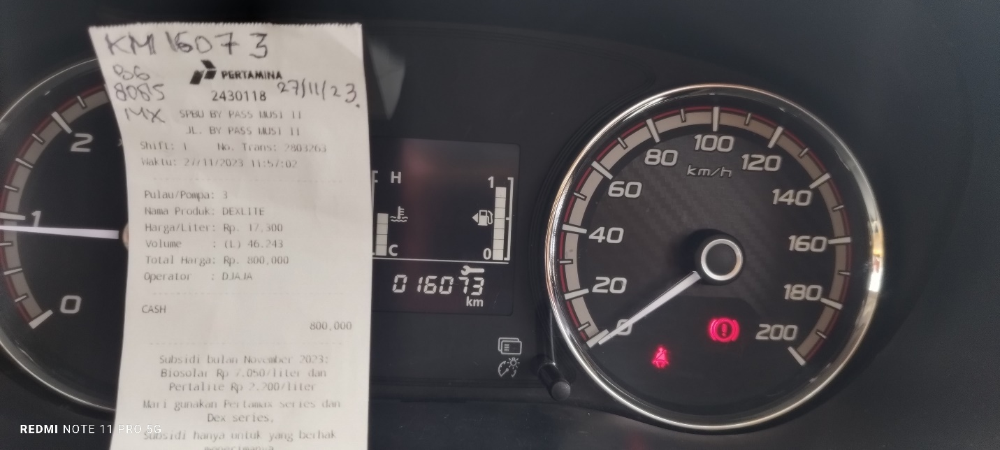 KM 16073
BG
8085
MX
27/11/23.
PERTAMINA
2430118
SPBU BY PASS MUSI II
JL. BY PASS MUSI II
Shift: 1 No. Trans: 2803263
Waktu: 27/11/2023 11:57:02
Pulau/Pompa: 3
Nama Produk: DEXLITE
Harga/Liter: Rp. 17,300
Volume : (L) 46.243
Total Harga: Rp. 800,000
Operator : DJAJA
CASH
800,000
Subsidi bulan November 2023:
Biosolar Rp 7.050/liter dan
Pertalite Rp 2.200/liter
Mari gunakan Pertamax series dan
Dex series.
Subsidi hanya untuk yang berhak
menerimanya
2
1
0
H
C
1
0
016073
km
0
20
40
60
80
100
120
140
160
180
200
km/h
REDMI NOTE 11 PRO 5G